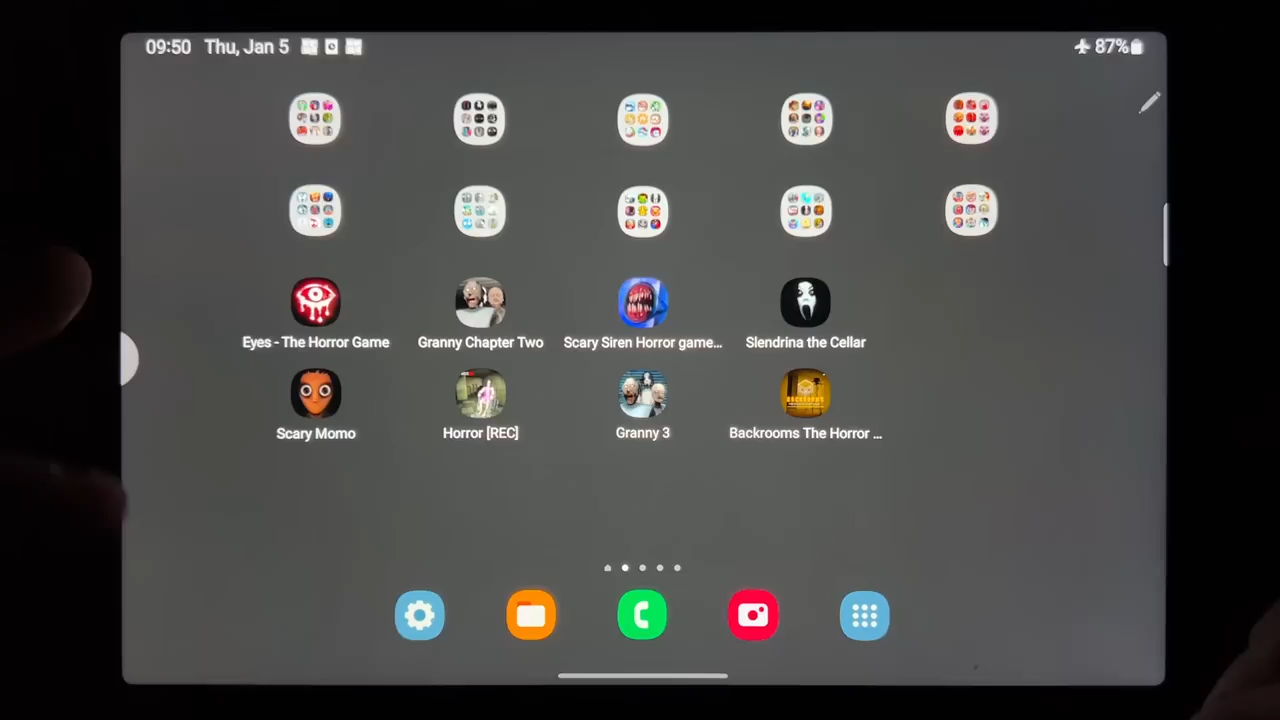 09:50 Thu, Jan 5
87%
Eyes - The Horror Game
Granny Chapter Two
Scary Siren Horror game...
Slendrina the Cellar
Scary Momo
Horror [REC]
Granny 3
Backrooms The Horror ...